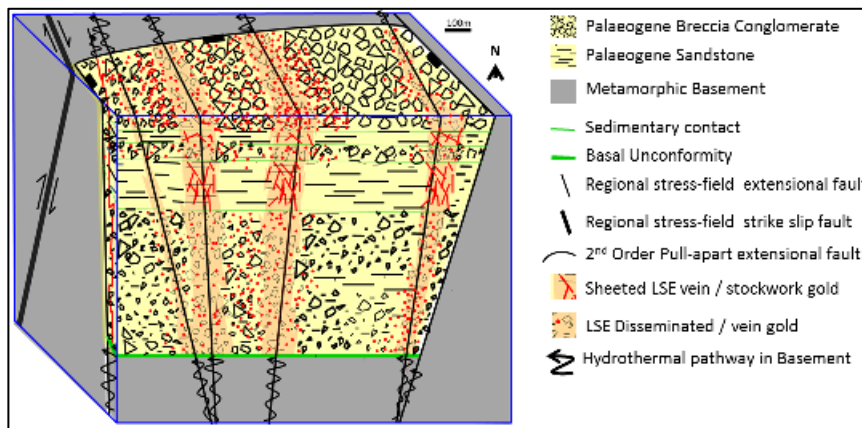 100m
N
Palaeogene Breccia Conglomerate
Palaeogene Sandstone
Metamorphic Basement
Sedimentary contact
Basal Unconformity
Regional stress-field extensional fault
Regional stress-field strike slip fault
2nd Order Pull-apart extensional fault
Sheeted LSE vein / stockwork gold
LSE Disseminated / vein gold
Hydrothermal pathway in Basement